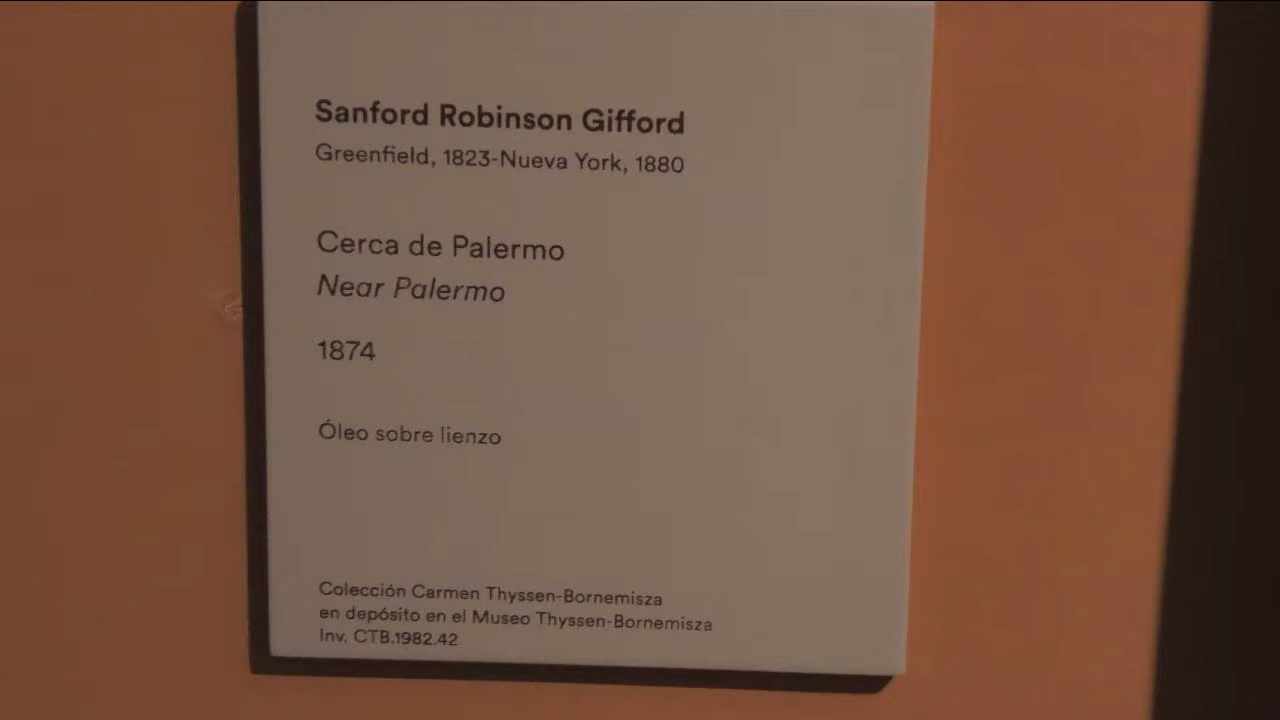 Sanford Robinson Gifford
Greenfield, 1823-Nueva York, 1880
Cerca de Palermo
Near Palermo
1874
Óleo sobre lienzo
Colección Carmen Thyssen-Bornemisza
en depósito en el Museo Thyssen-Bornemisza
Inv. CTB.1982.42